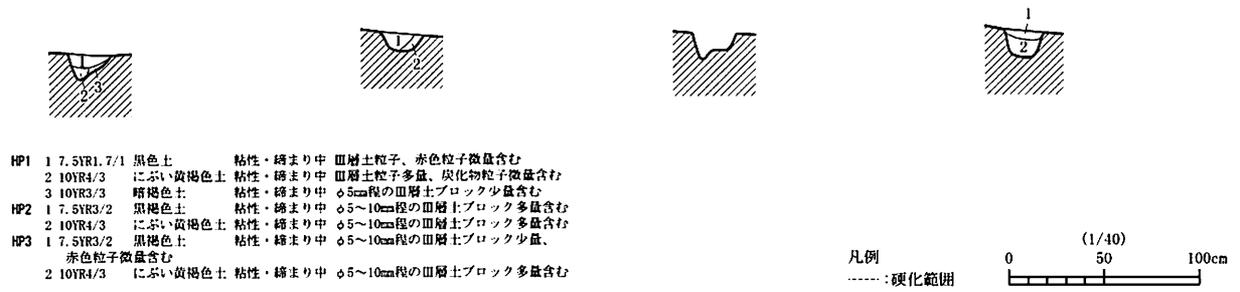 1
1
1
2
2
2
3
HP1 1 7.5YR1.7/1 黒色土 粘性・締まり中 Ⅲ層土粒子、赤色粒子微量含む
2 10YR4/3 にぶい黄褐色土 粘性・締まり中 Ⅲ層土粒子多量、炭化物粒子微量含む
3 10YR3/3 暗褐色土 粘性・締まり中 φ5㎜程のⅢ層土ブロック少量含む
HP2 1 7.5YR3/2 黒褐色土 粘性・締まり中 φ5～10㎜程のⅢ層土ブロック多量含む
2 10YR4/3 にぶい黄褐色土 粘性・締まり中 φ5～10㎜程のⅢ層土ブロック多量含む
HP3 1 7.5YR3/2 黒褐色土 粘性・締まり中 φ5～10㎜程のⅢ層土ブロック少量、
赤色粒子微量含む
2 10YR4/3 にぶい黄褐色土 粘性・締まり中 φ5～10㎜程のⅢ層土ブロック多量含む
凡例
-----：硬化範囲
(1/40)
0 50 100cm